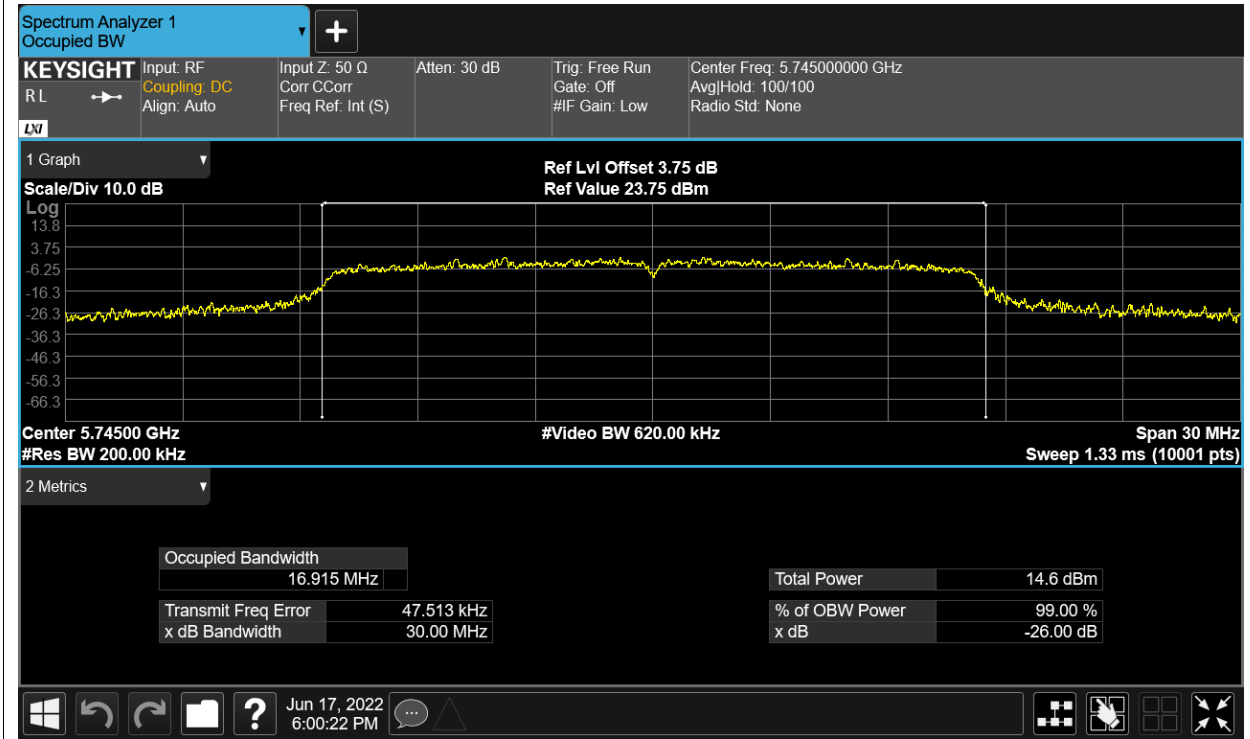 Spectrum Analyzer 1
Occupied BW
KEYSIGHT
R L
LXI
Input: RF
Coupling: DC
Align: Auto
Input Z: 50 Ω
Corr CCorr
Freq Ref: Int (S)
Atten: 30 dB
Trig: Free Run
Gate: Off
#IF Gain: Low
Center Freq: 5.745000000 GHz
Avg|Hold: 100/100
Radio Std: None
1 Graph
Scale/Div 10.0 dB
Ref Lvl Offset 3.75 dB
Ref Value 23.75 dBm
Log
13.8
3.75
-6.25
-16.3
-26.3
-36.3
-46.3
-56.3
-66.3
Center 5.74500 GHz
#Res BW 200.00 kHz
#Video BW 620.00 kHz
Span 30 MHz
Sweep 1.33 ms (10001 pts)
2 Metrics
Occupied Bandwidth
16.915 MHz
Transmit Freq Error 47.513 kHz
x dB Bandwidth 30.00 MHz
Total Power 14.6 dBm
% of OBW Power 99.00 %
x dB -26.00 dB
?
Jun 17, 2022
6:00:22 PM